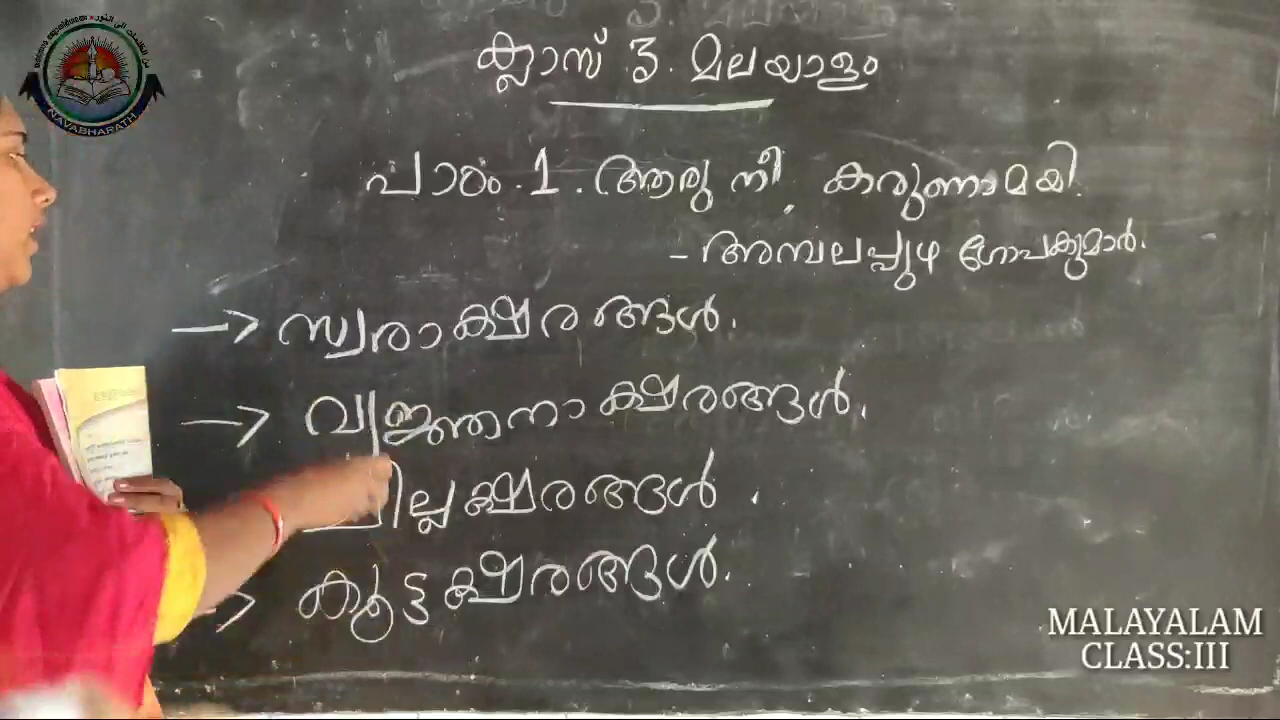 NAVABHARATH
ക്ലാസ് 3. മലയാളം
പാഠം. 1. ആരു നീ കരുണാമയി.
- അമ്പലപ്പുഴ ഗോപകുമാർ.
→ സ്വരാക്ഷരങ്ങൾ.
→ വ്യഞ്ജനാക്ഷരങ്ങൾ.
ചില്ലക്ഷരങ്ങൾ.
→ കൂട്ടക്ഷരങ്ങൾ.
MALAYALAM
CLASS:III